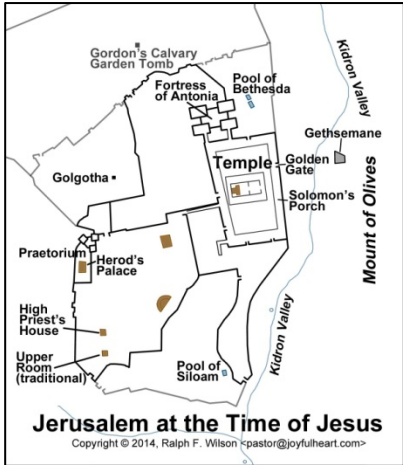 Gordon's Calvary
Garden Tomb
Fortress
of Antonia
Pool of
Bethesda
Kidron Valley
Gethsemane
Temple
Golden
Gate
Golgotha
Solomon's
Porch
Mount of Olives
Praetorium
Herod's
Palace
High
Priest's
House
Upper
Room
(traditional)
Pool of
Siloam
Kidron Valley
Jerusalem at the Time of Jesus
Copyright © 2014, Ralph F. Wilson <pastor@joyfulheart.com>